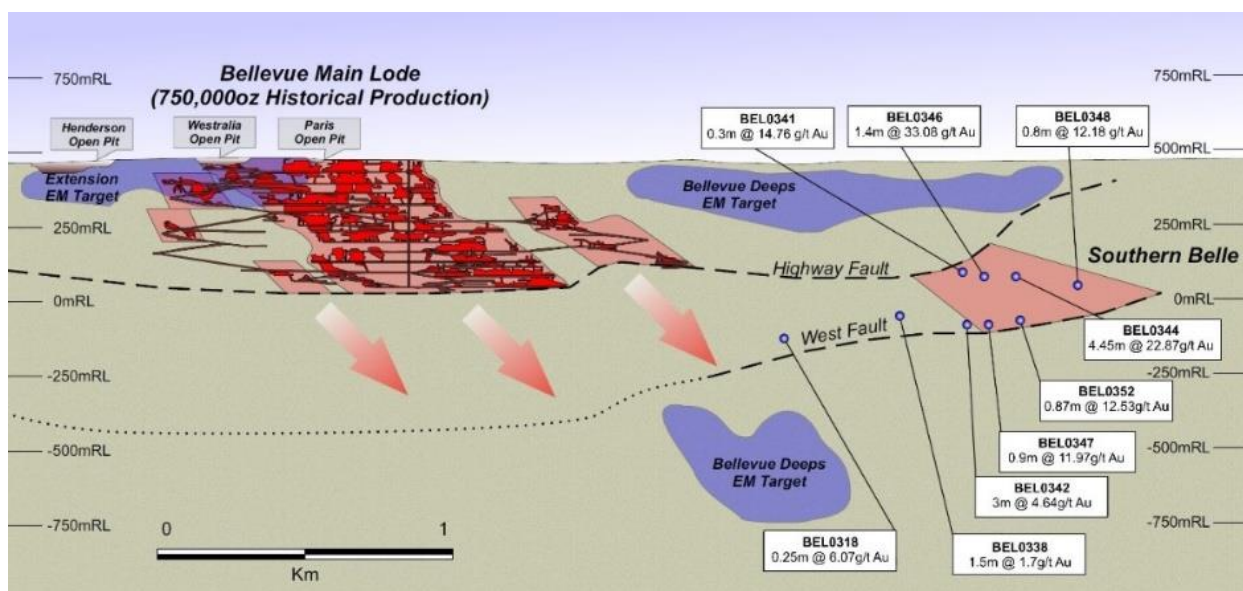 750mRL
Bellevue Main Lode
(750,000oz Historical Production)
750mRL
Henderson
Open Pit
Westralia
Open Pit
Paris
Open Pit
BEL0341
0.3m @ 14.76 g/t Au
BEL0346
1.4m @ 33.08 g/t Au
BEL0348
0.8m @ 12.18 g/t Au
500mRL
500mRL
Extension
EM Target
Bellevue Deeps
EM Target
250mRL
250mRL
Highway Fault
Southern Belle
0mRL
0mRL
West Fault
BEL0344
4.45m @ 22.87g/t Au
-250mRL
-250mRL
BEL0352
0.87m @ 12.53g/t Au
-500mRL
Bellevue Deeps
EM Target
BEL0347
0.9m @ 11.97g/t Au
-500mRL
BEL0342
3m @ 4.64g/t Au
-750mRL
-750mRL
0
1
Km
BEL0318
0.25m @ 6.07g/t Au
BEL0338
1.5m @ 1.7g/t Au